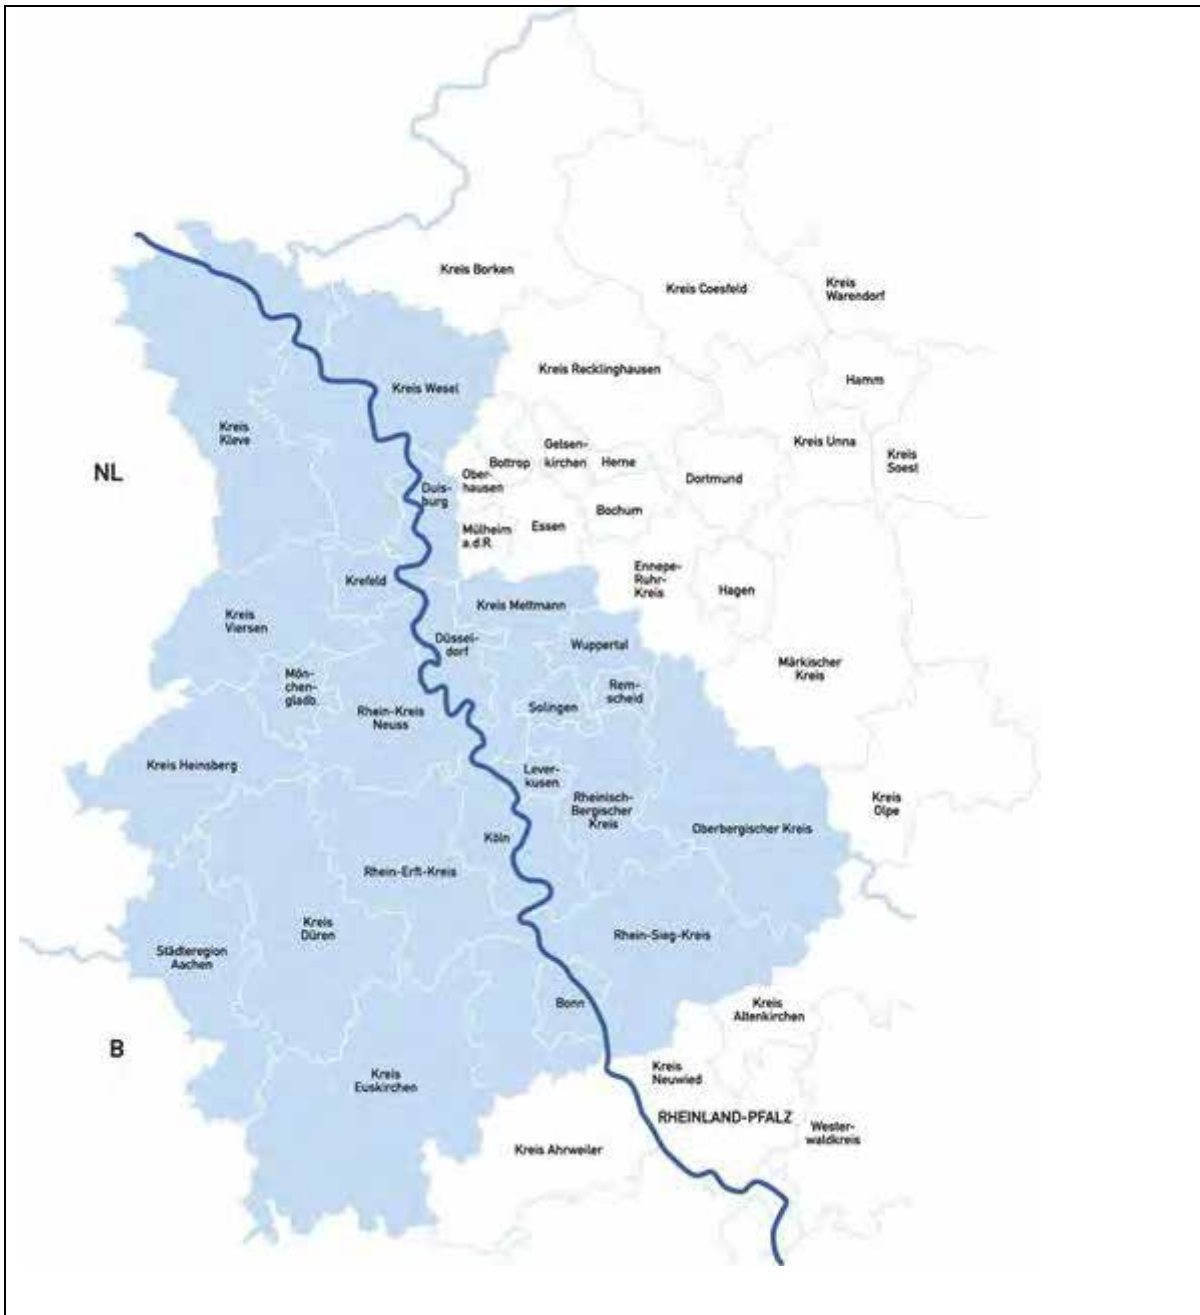 Kreis Borken
Kreis Coesfeld
Kreis
Warendorf
Kreis Recklinghausen
Hamm
Kreis Wesel
Kreis
Kleve
Kreis Unna
Kreis
Soest
NL
Gelsen-
kirchen
Bottrop
Herne
Ober-
hausen
Dortmund
Duis-
burg
Bochum
Mülheim
a.d.R
Essen
Ennepe-
Ruhr-
Kreis
Hagen
Krefeld
Kreis Mettmann
Kreis
Viersen
Düssel-
dorf
Wuppertal
Märkischer
Kreis
Mön-
chen-
gladb.
Rem-
scheid
Solingen
Rhein-Kreis
Neuss
Kreis Heinsberg
Lever-
kusen
Rheinisch-
Bergischer
Kreis
Kreis
Olpe
Oberbergischer Kreis
Köln
Rhein-Erft-Kreis
Kreis
Düren
Rhein-Sieg-Kreis
Städteregion
Aachen
Bonn
Kreis
Altenkirchen
B
Kreis
Euskirchen
Kreis
Neuwied
RHEINLAND-PFALZ
Wester-
waldkreis
Kreis Ahrweiler